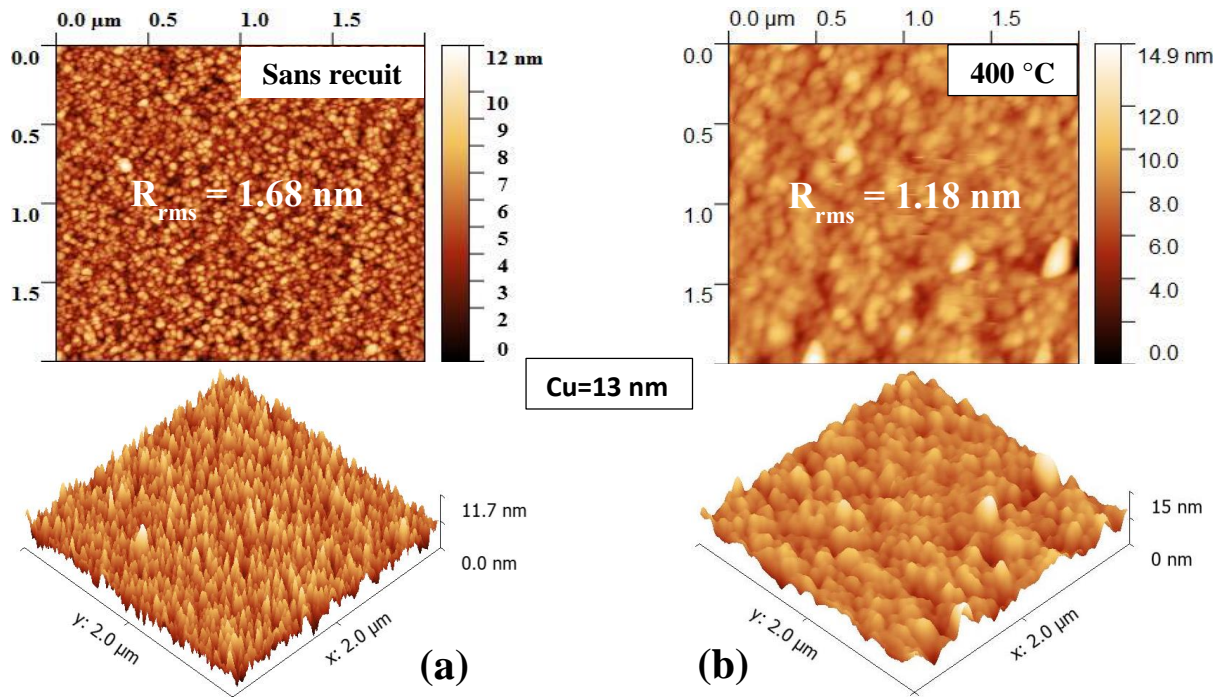 0.0 µm 0.5 1.0 1.5
0.0
0.5
1.0
1.5
Sans recuit
R_rms = 1.68 nm
12 nm
10
9
8
7
6
5
4
3
2
0
0.0 µm 0.5 1.0 1.5
0.0
0.5
1.0
1.5
400 °C
R_rms = 1.18 nm
14.9 nm
12.0
10.0
8.0
6.0
4.0
0.0
Cu=13 nm
11.7 nm
0.0 nm
y: 2.0 µm
x: 2.0 µm
(a)
15 nm
0 nm
y: 2.0 µm
x: 2.0 µm
(b)